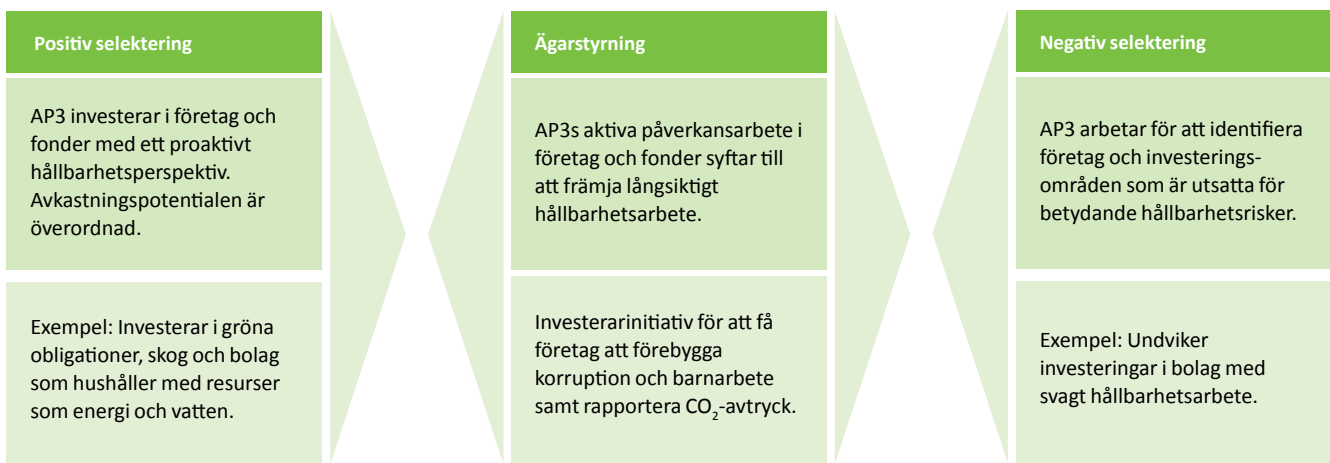 Positiv selektering
AP3 investerar i företag och
fonder med ett proaktivt
hållbarhetsperspektiv.
Avkastningspotentialen är
överordnad.
Exempel: Investerar i gröna
obligationer, skog och bolag
som hushåller med resurser
som energi och vatten.
Ägarstyrning
AP3s aktiva påverkansarbete i
företag och fonder syftar till
att främja långsiktigt
hållbarhetsarbete.
Investerarinitiativ för att få
företag att förebygga
korruption och barnarbete
samt rapportera CO₂-avtryck.
Negativ selektering
AP3 arbetar för att identifiera
företag och investerings-
områden som är utsatta för
betydande hållbarhetsrisker.
Exempel: Undviker
investeringar i bolag med
svagt hållbarhetsarbete.